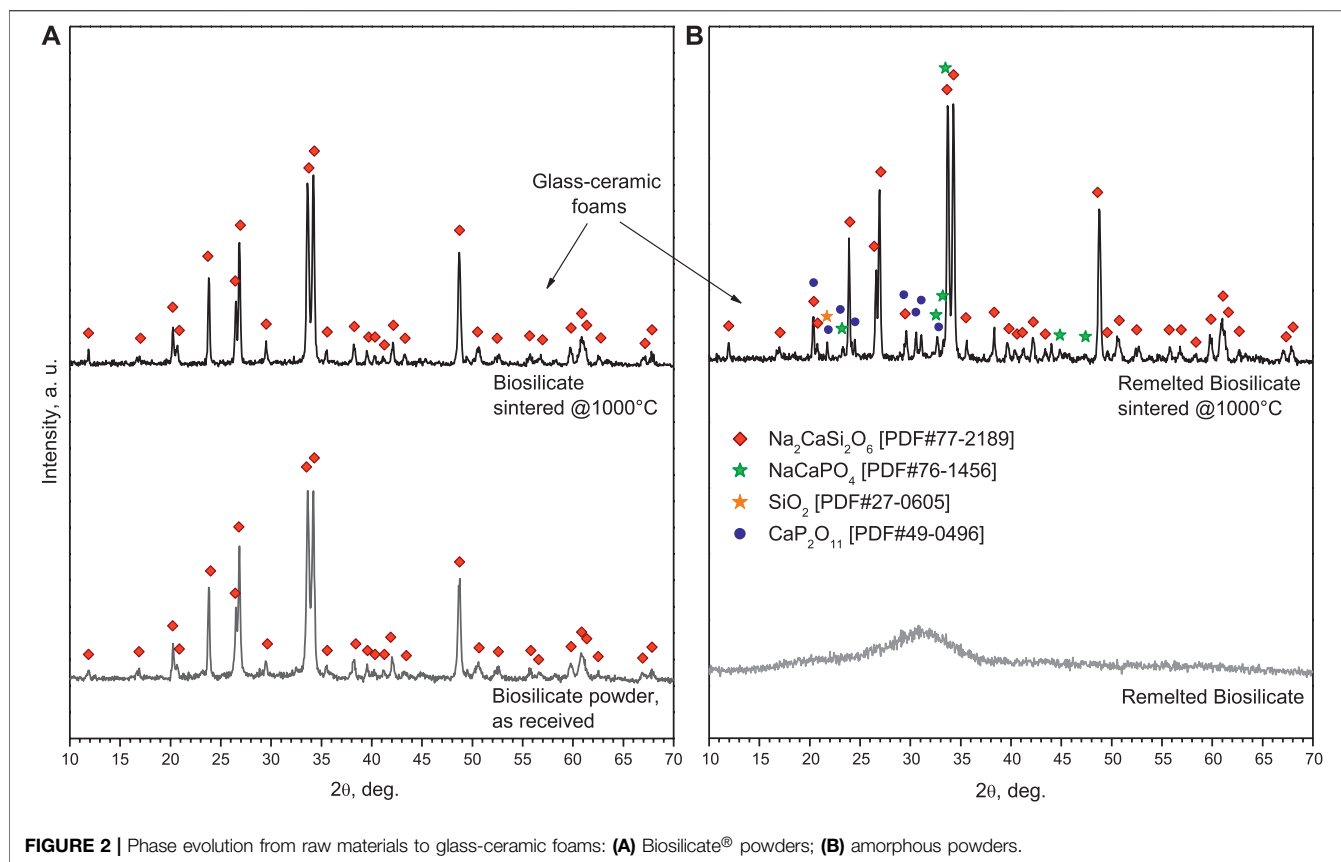 A
B
Glass-ceramic
foams
Biosilicate
sintered @1000°C
Biosilicate powder,
as received
Intensity, a. u.
10 15 20 25 30 35 40 45 50 55 60 65 70
2θ, deg.
Remelted Biosilicate
sintered @1000°C
Na₂CaSi₂O₆ [PDF#77-2189]
NaCaPO₄ [PDF#76-1456]
SiO₂ [PDF#27-0605]
CaP₂O₁₁ [PDF#49-0496]
Remelted Biosilicate
10 15 20 25 30 35 40 45 50 55 60 65 70
2θ, deg.
FIGURE 2 | Phase evolution from raw materials to glass-ceramic foams: (A) Biosilicate® powders; (B) amorphous powders.